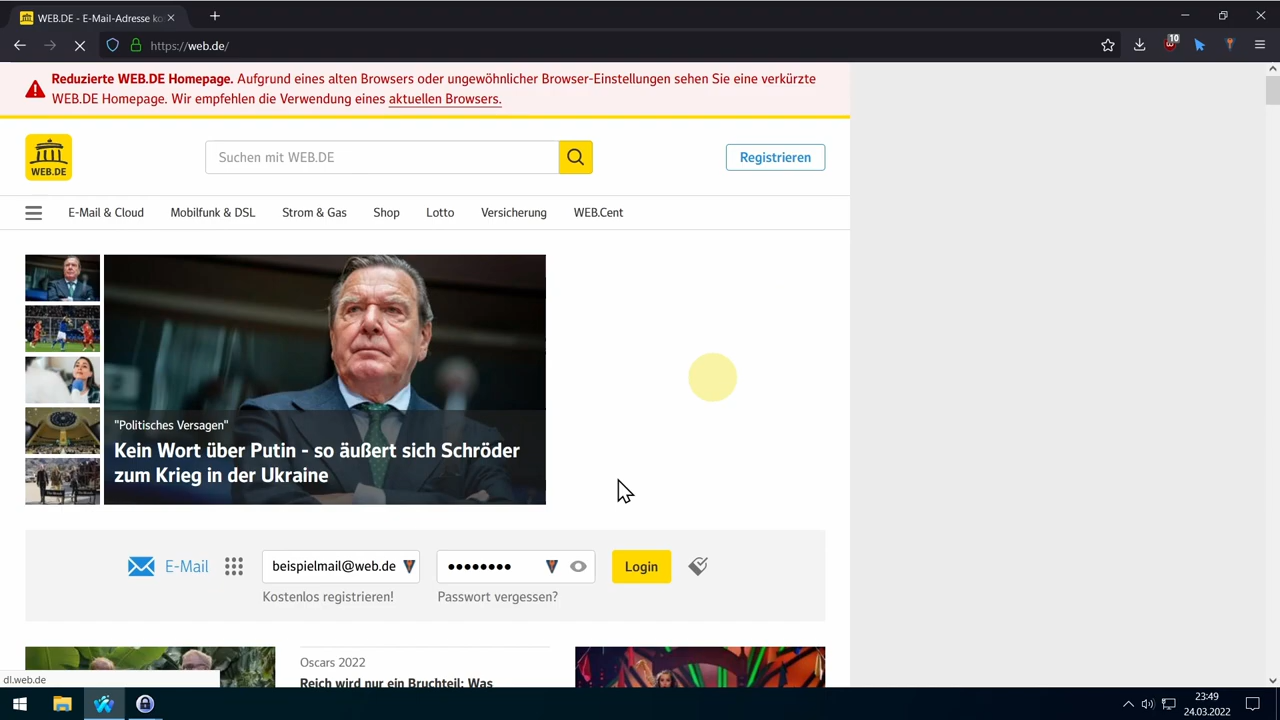 WEB.DE - E-Mail-Adresse ko
https://web.de/
10
Reduzierte WEB.DE Homepage. Aufgrund eines alten Browsers oder ungewöhnlicher Browser-Einstellungen sehen Sie eine verkürzte
WEB.DE Homepage. Wir empfehlen die Verwendung eines aktuellen Browsers.
WEB.DE
Suchen mit WEB.DE
Registrieren
E-Mail & Cloud Mobilfunk & DSL Strom & Gas Shop Lotto Versicherung WEB.Cent
"Politisches Versagen"
Kein Wort über Putin - so äußert sich Schröder
zum Krieg in der Ukraine
E-Mail beispielmail@web.de Login
Kostenlos registrieren! Passwort vergessen?
Oscars 2022
Reich wird nur ein Bruchteil: Was
dl.web.de
23:49
24.03.2022